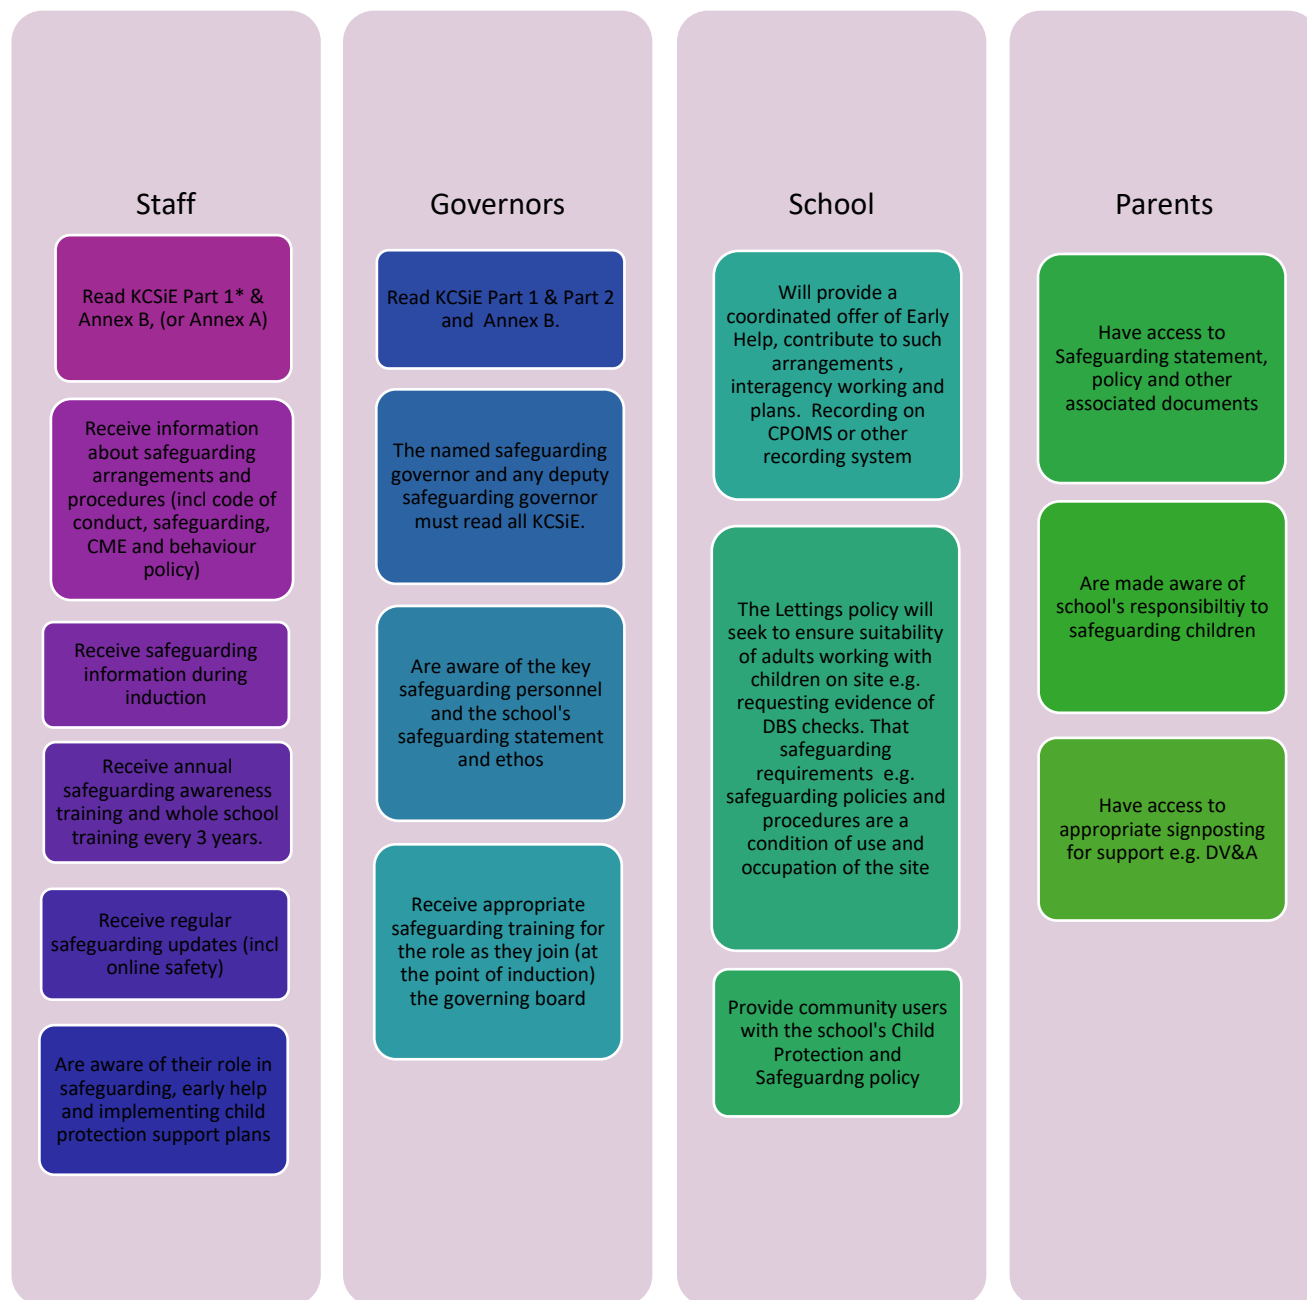 Staff
Read KCSiE Part 1* &
Annex B, (or Annex A)
Receive information
about safeguarding
arrangements and
procedures (incl code of
conduct, safeguarding,
CME and behaviour
policy)
Receive safeguarding
information during
induction
Receive annual
safeguarding awareness
training and whole school
training every 3 years.
Receive regular
safeguarding updates (incl
online safety)
Are aware of their role in
safeguarding, early help
and implementing child
protection support plans
Governors
Read KCSiE Part 1 & Part 2
and Annex B.
The named safeguarding
governor and any deputy
safeguarding governor
must read all KCSiE.
Are aware of the key
safeguarding personnel
and the school's
safeguarding statement
and ethos
Receive appropriate
safeguarding training for
the role as they join (at
the point of induction)
the governing board
School
Will provide a
coordinated offer of Early
Help, contribute to such
arrangements ,
interagency working and
plans. Recording on
CPOMS or other
recording system
The Lettings policy will
seek to ensure suitability
of adults working with
children on site e.g.
requesting evidence of
DBS checks. That
safeguarding
requirements e.g.
safeguarding policies and
procedures are a
condition of use and
occupation of the site
Provide community users
with the school's Child
Protection and
Safeguardng policy
Parents
Have access to
Safeguarding statement,
policy and other
associated documents
Are made aware of
school's responsibiltiy to
safeguarding children
Have access to
appropriate signposting
for support e.g. DV&A